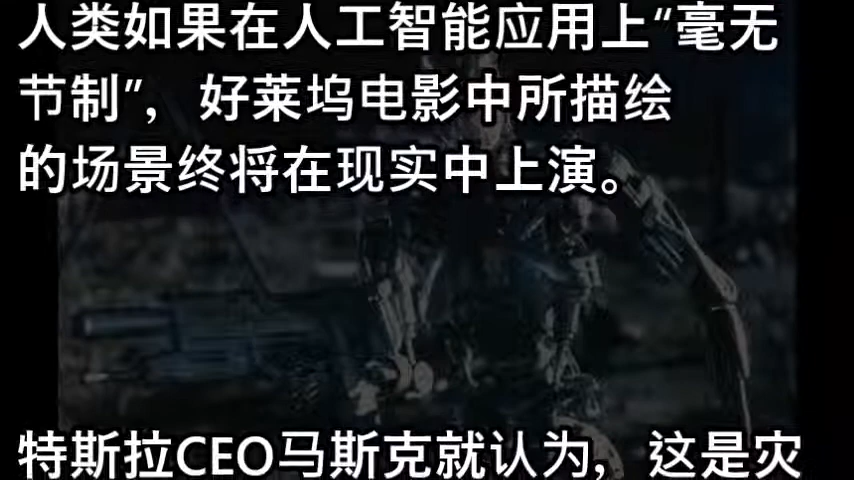 人类如果在人工智能应用上“毫无
节制”，好莱坞电影中所描绘
的场景终将在现实中上演。
特斯拉CEO马斯克就认为，这是灾